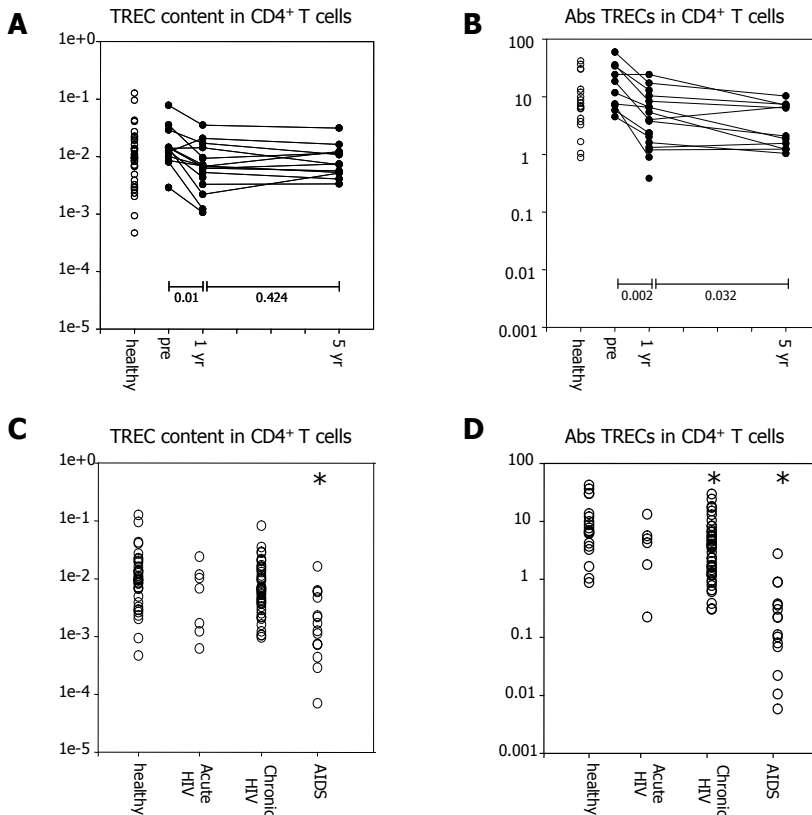 A
TREC content in CD4⁺ T cells
1e+0
1e-1
1e-2
1e-3
1e-4
1e-5
0.01
0.424
healthy
pre
1 yr
5 yr
B
Abs TRECs in CD4⁺ T cells
100
10
1
0.1
0.01
0.001
0.002
0.032
healthy
pre
1 yr
5 yr
C
TREC content in CD4⁺ T cells
1e+0
1e-1
1e-2
1e-3
1e-4
1e-5
*
healthy
Acute
HIV
Chronic
HIV
AIDS
D
Abs TRECs in CD4⁺ T cells
100
10
1
0.1
0.01
0.001
*
*
healthy
Acute
HIV
Chronic
HIV
AIDS